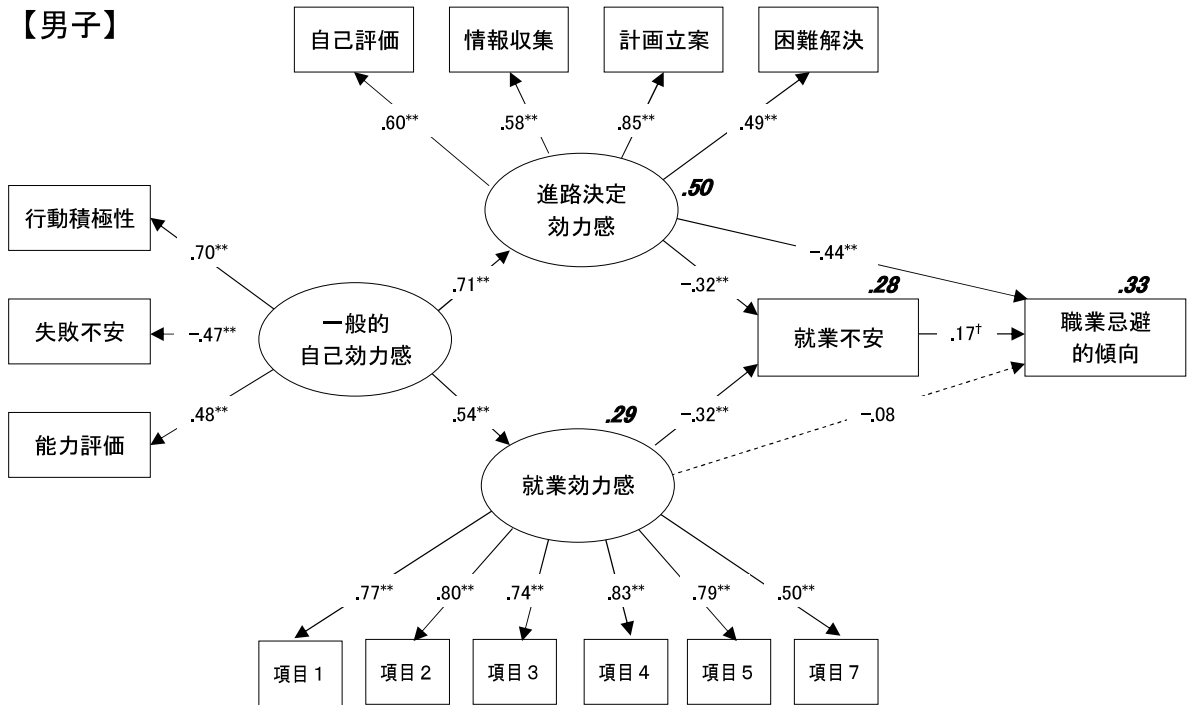 【男子】
自己評価
情報収集
計画立案
困難解決
.60**
.58**
.85**
.49**
進路決定
効力感
.50
行動積極性
.70**
.71**
-.44**
-.32**
.28
.33
失敗不安
-.47**
一般的
自己効力感
就業不安
.17†
職業忌避
的傾向
能力評価
.48**
.54**
.29
-.32**
-.08
就業効力感
.77**
.80**
.74**
.83**
.79**
.50**
項目１
項目２
項目３
項目４
項目５
項目７